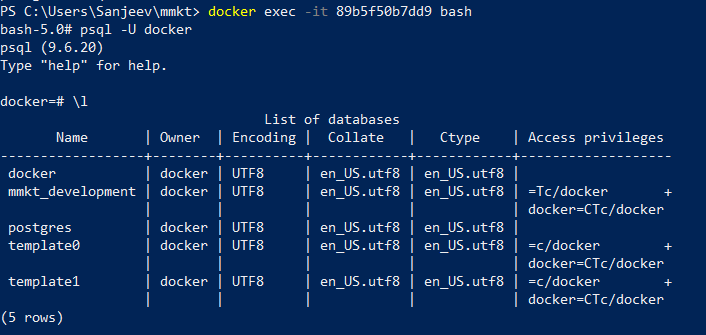 PS C:\Users\Sanjeev\mmkt> docker exec -it 89b5f50b7dd9 bash
bash-5.0# psql -U docker
psql (9.6.20)
Type "help" for help.

docker=# \l
                                 List of databases
       Name       | Owner  | Encoding |  Collate   |   Ctype    | Access privileges
------------------+--------+----------+------------+------------+-------------------
 docker           | docker | UTF8     | en_US.utf8 | en_US.utf8 |
 mmkt_development | docker | UTF8     | en_US.utf8 | en_US.utf8 | =Tc/docker       +
                  |        |          |            |            | docker=CTc/docker
 postgres         | docker | UTF8     | en_US.utf8 | en_US.utf8 |
 template0        | docker | UTF8     | en_US.utf8 | en_US.utf8 | =c/docker        +
                  |        |          |            |            | docker=CTc/docker
 template1        | docker | UTF8     | en_US.utf8 | en_US.utf8 | =c/docker        +
                  |        |          |            |            | docker=CTc/docker
(5 rows)